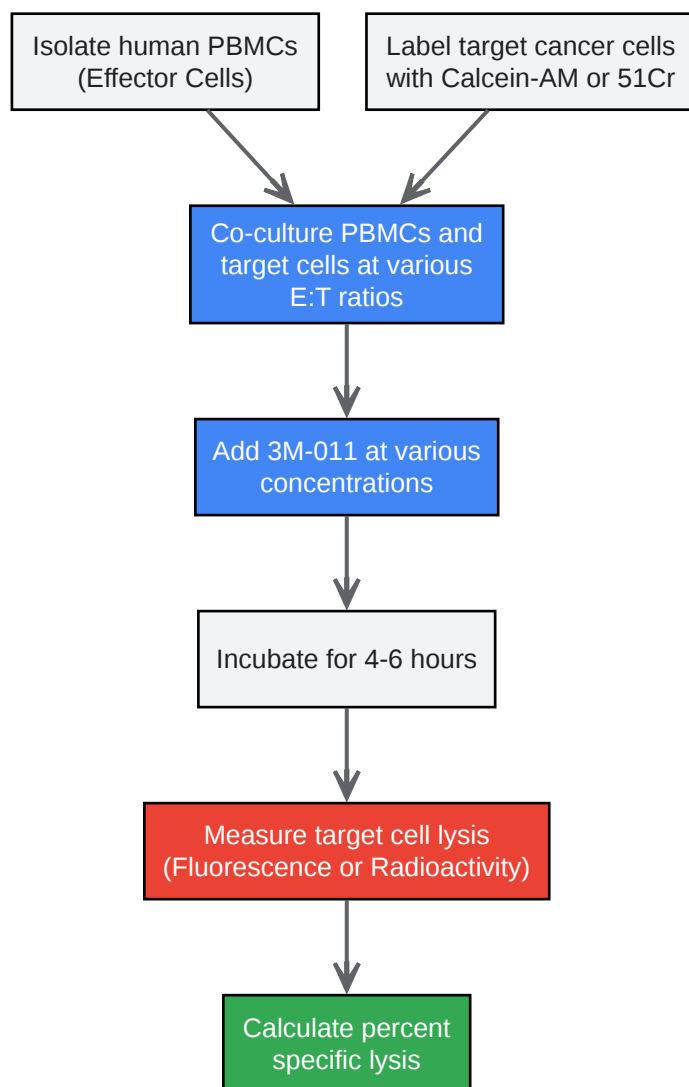 Isolate human PBMCs
(Effector Cells)
Label target cancer cells
with Calcein-AM or 51Cr
Co-culture PBMCs and
target cells at various
E:T ratios
Add 3M-011 at various
concentrations
Incubate for 4-6 hours
Measure target cell lysis
(Fluorescence or Radioactivity)
Calculate percent
specific lysis